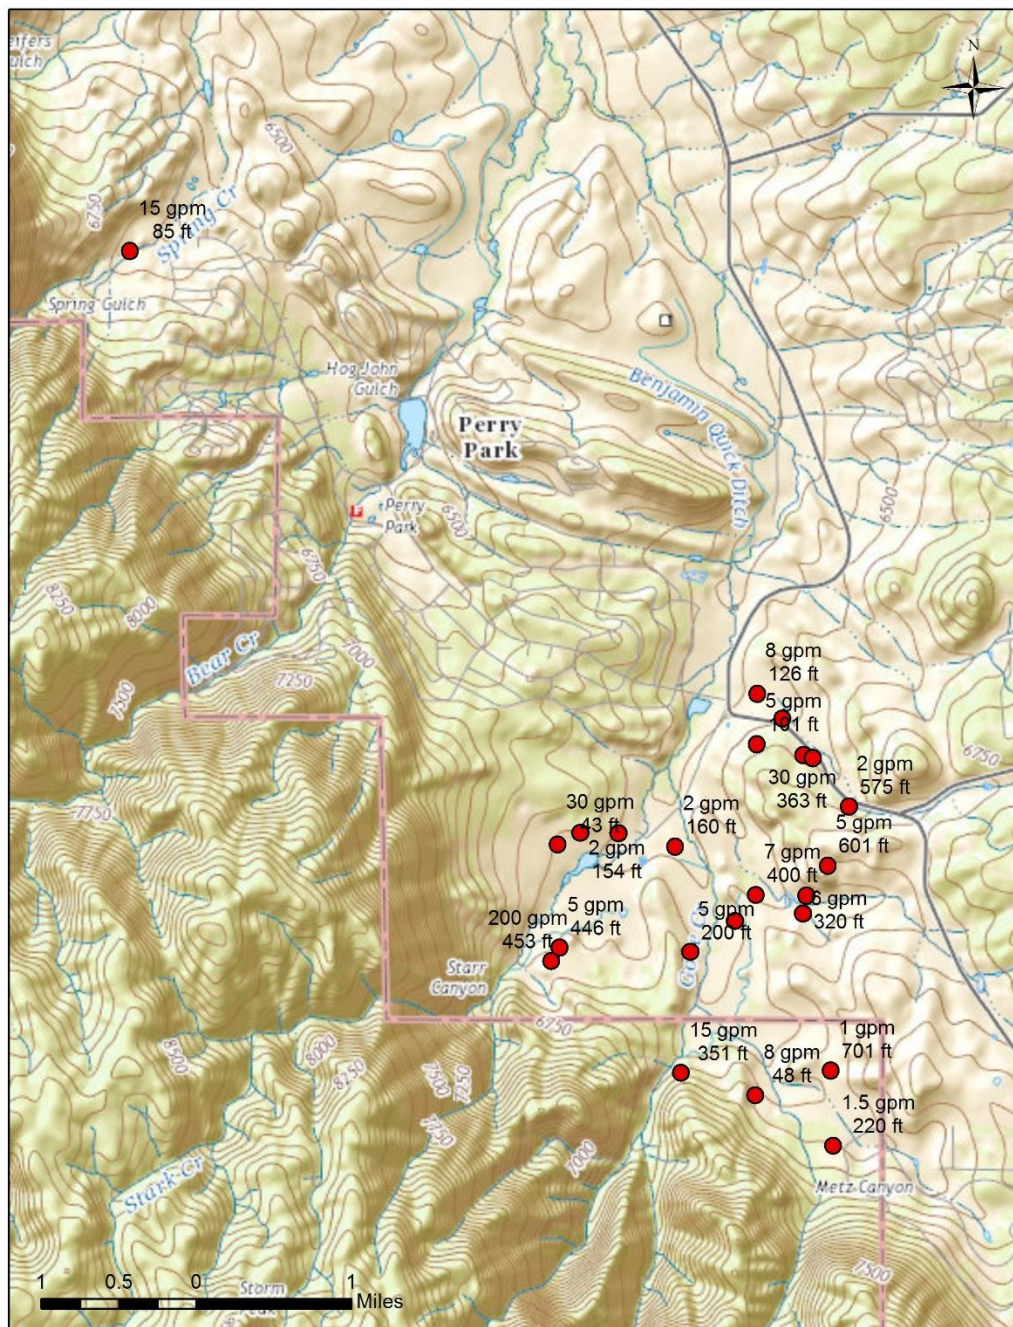 N
6500
6750
15 gpm
85 ft
Spring Cr
Spring Gulch
Hog John
Gulch
Benjamin Quick Ditch
Perry
Park
Perry
Park
6500
6500
6750
8250
8000
7000
Bear Cr
7250
7500
8 gpm
126 ft
5 gpm
6750
30 gpm
363 ft
2 gpm
575 ft
7750
30 gpm
43 ft
2 gpm
160 ft
5 gpm
601 ft
2 gpm
154 ft
7 gpm
400 ft
6 gpm
320 ft
200 gpm
453 ft
5 gpm
446 ft
5 gpm
200 ft
Starr
Canyon
6750
15 gpm
351 ft
8 gpm
48 ft
1 gpm
701 ft
8500
8000
8250
7500
7250
7750
1.5 gpm
220 ft
7000
Stark Cr
Metz Canyon
7500
Storm
1 0.5 0 1
Miles